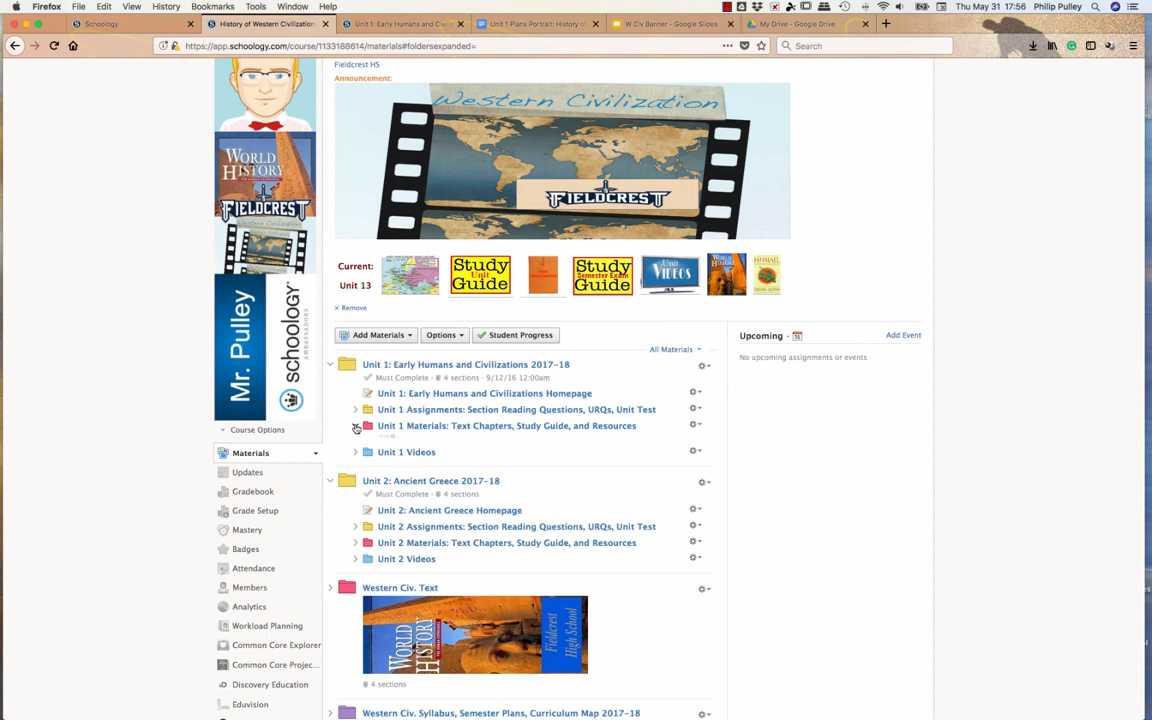 Firefox File Edit View History Bookmarks Tools Window Help
Thu May 31 17:56 Philip Pulley
Schoology
History of Western Civilization
Unit 1: Early Humans and Civ
Unit 1 Plans Portrait: History of
W Civ Banner - Google Slides
My Drive - Google Drive
https://app.schoology.com/course/1133188614/materials#foldersexpanded=
Search
Fieldcrest HS
Announcement:
Western Civilization
FIELDCREST
WORLD HISTORY
FIELDCREST
Western Civilization
Mr. Pulley
schoology
AMBASSADORS
Current:
Unit 13
Study Unit Guide
Study Semester Exam Guide
Unit VIDEOS
ISHMAEL
× Remove
Add Materials
Options
Student Progress
All Materials
Upcoming
Add Event
No upcoming assignments or events
Unit 1: Early Humans and Civilizations 2017-18
Must Complete · 4 sections · 9/12/16 12:00am
Unit 1: Early Humans and Civilizations Homepage
Unit 1 Assignments: Section Reading Questions, URQs, Unit Test
Unit 1 Materials: Text Chapters, Study Guide, and Resources
Unit 1 Videos
Unit 2: Ancient Greece 2017-18
Must Complete · 4 sections
Unit 2: Ancient Greece Homepage
Unit 2 Assignments: Section Reading Questions, URQs, Unit Test
Unit 2 Materials: Text Chapters, Study Guide, and Resources
Unit 2 Videos
Western Civ. Text
WORLD HISTORY
Fieldcrest High School
4 sections
Western Civ. Syllabus, Semester Plans, Curriculum Map 2017-18
Course Options
Materials
Updates
Gradebook
Grade Setup
Mastery
Badges
Attendance
Members
Analytics
Workload Planning
Common Core Explorer
Common Core Projec...
Discovery Education
Eduvision